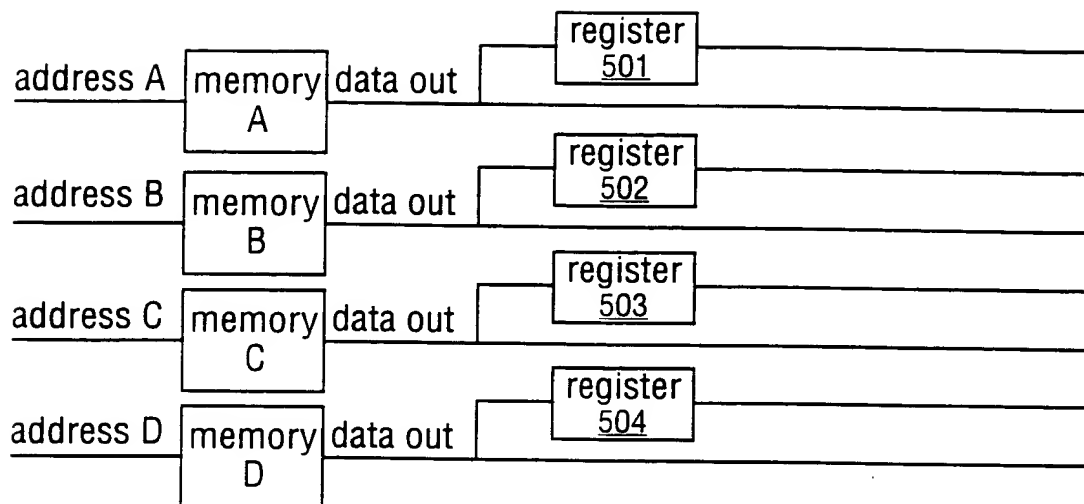 register
501
address A
memory
A
data out
register
502
address B
memory
B
data out
register
503
address C
memory
C
data out
register
504
address D
memory
D
data out